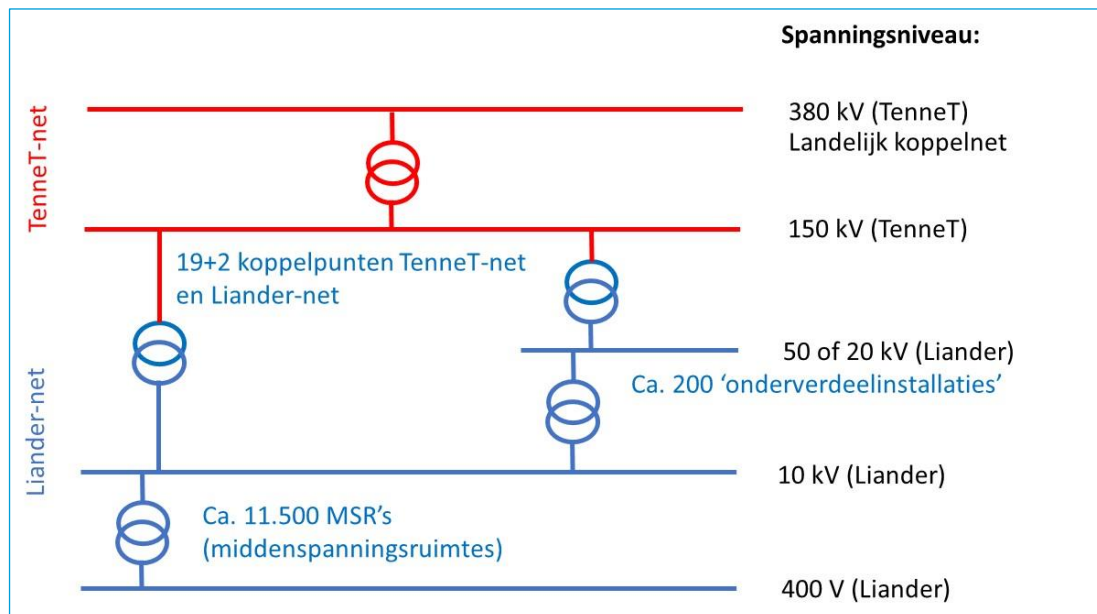 Spanningsniveau:
TenneT-net
380 kV (TenneT)
Landelijk koppelnet
150 kV (TenneT)
19+2 koppelpunten TenneT-net
en Liander-net
50 of 20 kV (Liander)
Ca. 200 ‘onderverdeelinstallaties’
Liander-net
10 kV (Liander)
Ca. 11.500 MSR’s
(middenspanningsruimtes)
400 V (Liander)